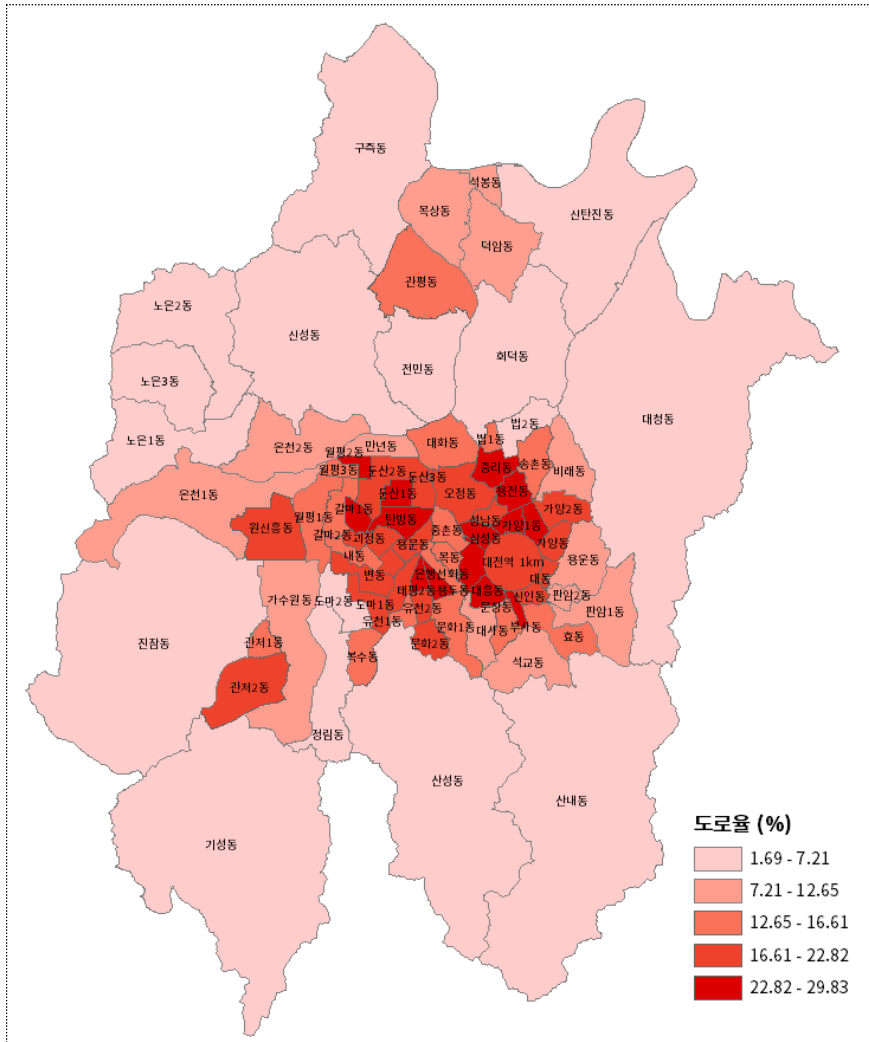 구즉동
석봉동
목상동
신탄진동
덕암동
관평동
노은2동
신성동
전민동
회덕동
노은3동
대청동
노은1동
법2동
법1동
대화동
온천2동
만년동
월평2동
송촌동
중리동
비래동
월평3동
둔산2동
둔산3동
온천1동
둔산1동
오정동
용전동
갈마1동
가양2동
월평1동
탄방동
성남동
가양1동
원신흥동
중촌동
갈마2동
괴정동
용문동
삼성동
가양동
내동
목동
대전역 1km
용운동
변동
은행선화동
대동
태평2동
용두동
대흥동
신인동
판암2동
가수원동
도마2동
도마1동
유천2동
문창동
판암1동
유천1동
문화1동
부사동
효동
진잠동
관저1동
복수동
문화2동
석교동
관저2동
정림동
산성동
산내동
기성동
도로율 (%)
1.69 - 7.21
7.21 - 12.65
12.65 - 16.61
16.61 - 22.82
22.82 - 29.83